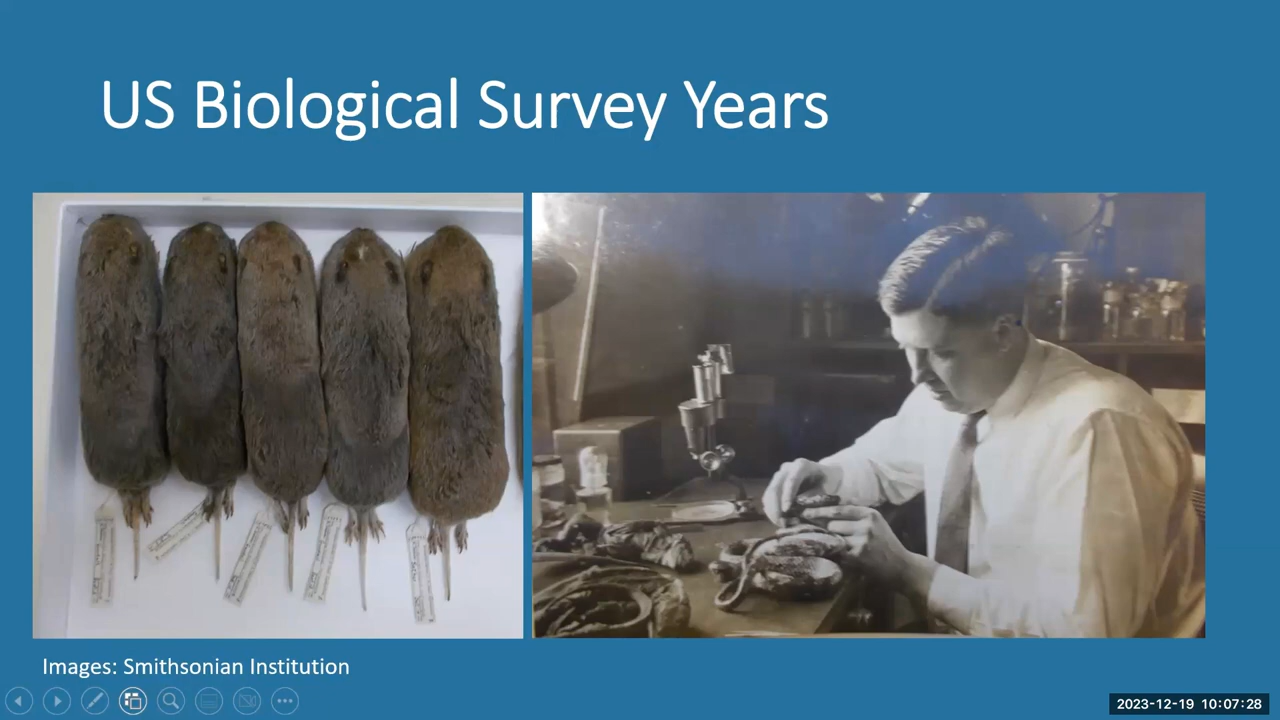 US Biological Survey Years
Images: Smithsonian Institution
2023-12-19 10:07:28